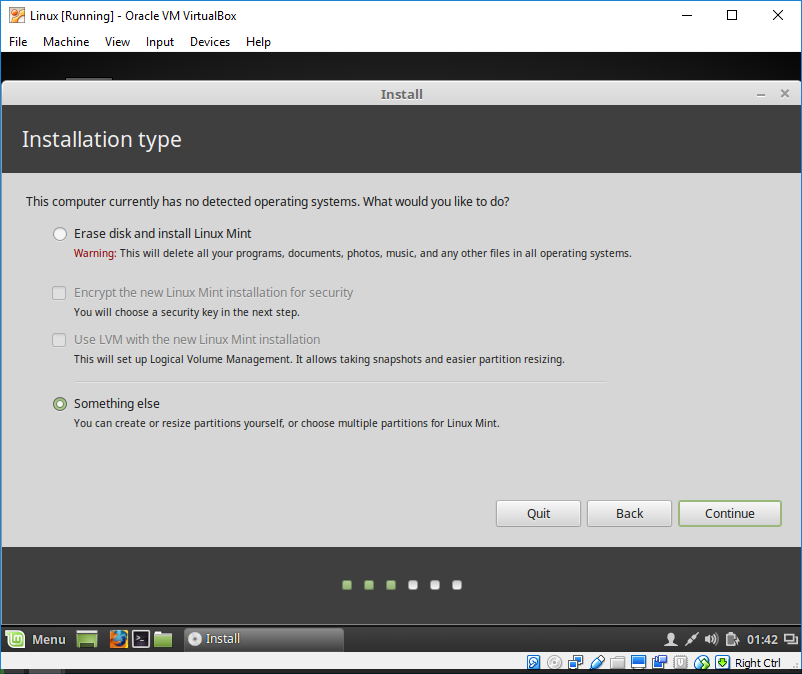 Linux [Running] - Oracle VM VirtualBox
File Machine View Input Devices Help
Install
Installation type
This computer currently has no detected operating systems. What would you like to do?
Erase disk and install Linux Mint
Warning: This will delete all your programs, documents, photos, music, and any other files in all operating systems.
Encrypt the new Linux Mint installation for security
You will choose a security key in the next step.
Use LVM with the new Linux Mint installation
This will set up Logical Volume Management. It allows taking snapshots and easier partition resizing.
Something else
You can create or resize partitions yourself, or choose multiple partitions for Linux Mint.
Quit Back Continue
Menu Install 01:42
Right Ctrl